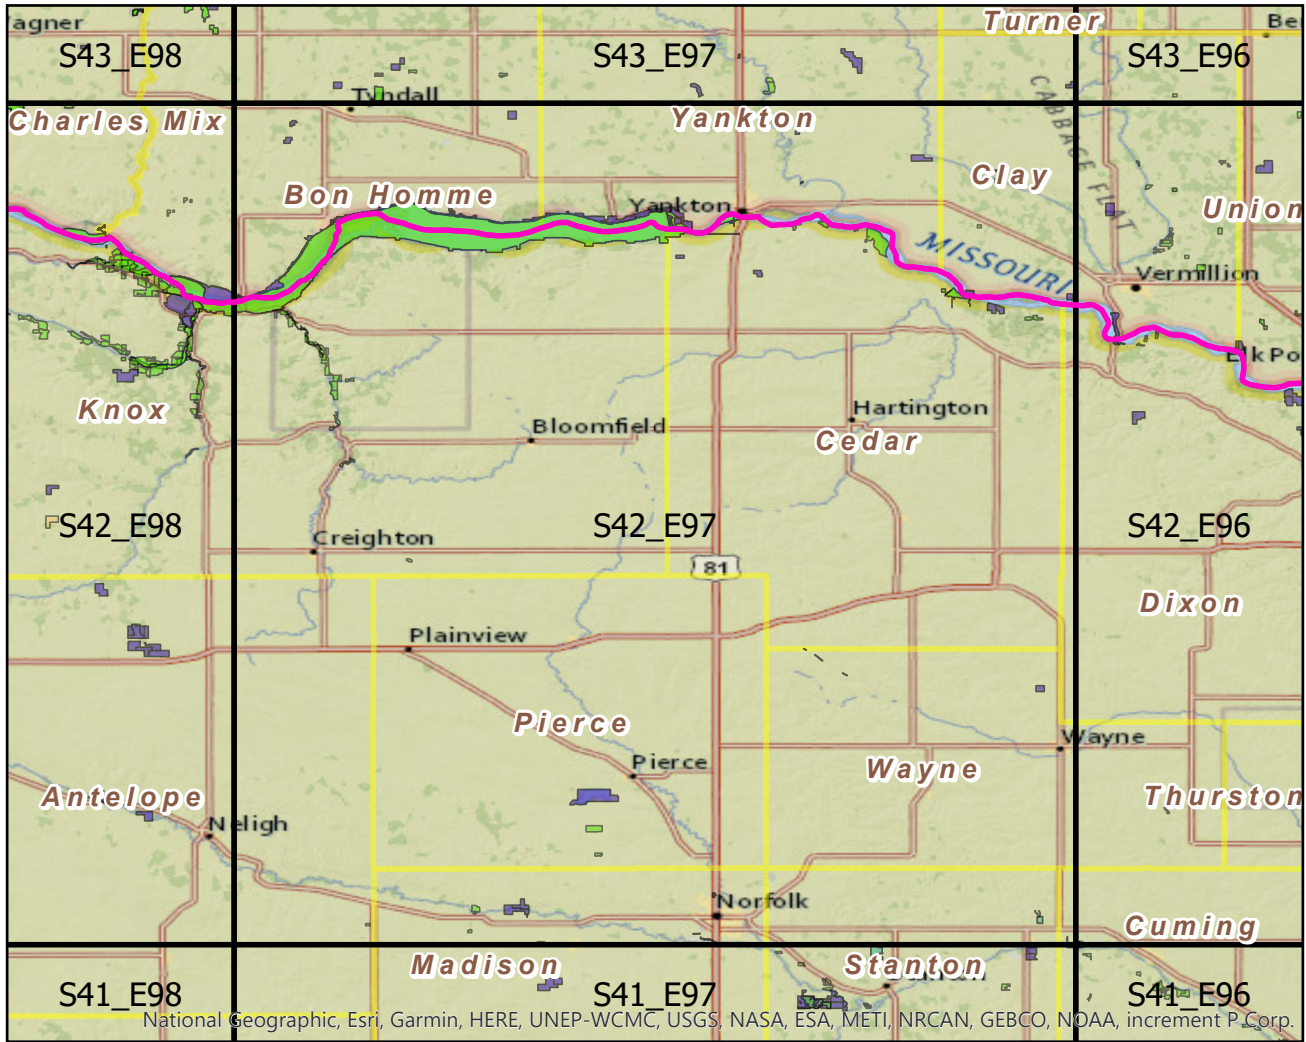 agner
Turner
Be
S43_E98
S43_E97
S43_E96
Tyndall
Charles Mix
Yankton
CABBAGE FLAT
Clay
Bon Homme
Yankton
Union
MISSOURI
Vermillion
Elk Po
Knox
Hartington
Bloomfield
Cedar
S42_E98
S42_E97
S42_E96
Creighton
81
Dixon
Plainview
Pierce
Wayne
Pierce
Wayne
Antelope
Thurston
Neligh
Norfolk
Cuming
Madison
Stanton
S41_E98
S41_E97
S41_E96
National Geographic, Esri, Garmin, HERE, UNEP-WCMC, USGS, NASA, ESA, METI, NRCAN, GEBCO, NOAA, increment P Corp.